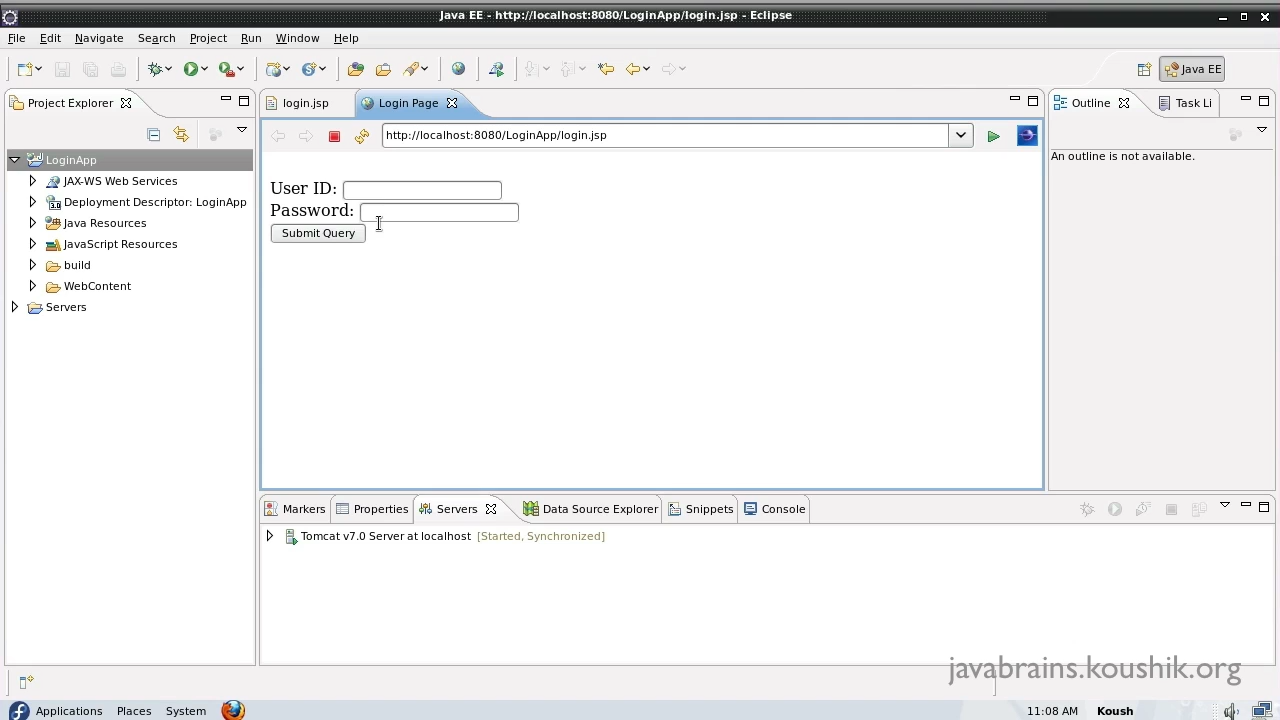 Java EE - http://localhost:8080/LoginApp/login.jsp - Eclipse
File Edit Navigate Search Project Run Window Help
Java EE
Project Explorer
login.jsp
Login Page
Outline
Task Li
http://localhost:8080/LoginApp/login.jsp
An outline is not available.
LoginApp
JAX-WS Web Services
Deployment Descriptor: LoginApp
Java Resources
JavaScript Resources
build
WebContent
Servers
User ID:
Password:
Submit Query
Markers Properties Servers Data Source Explorer Snippets Console
Tomcat v7.0 Server at localhost [Started, Synchronized]
javabrains.koushik.org
Applications Places System 11:08 AM Koush